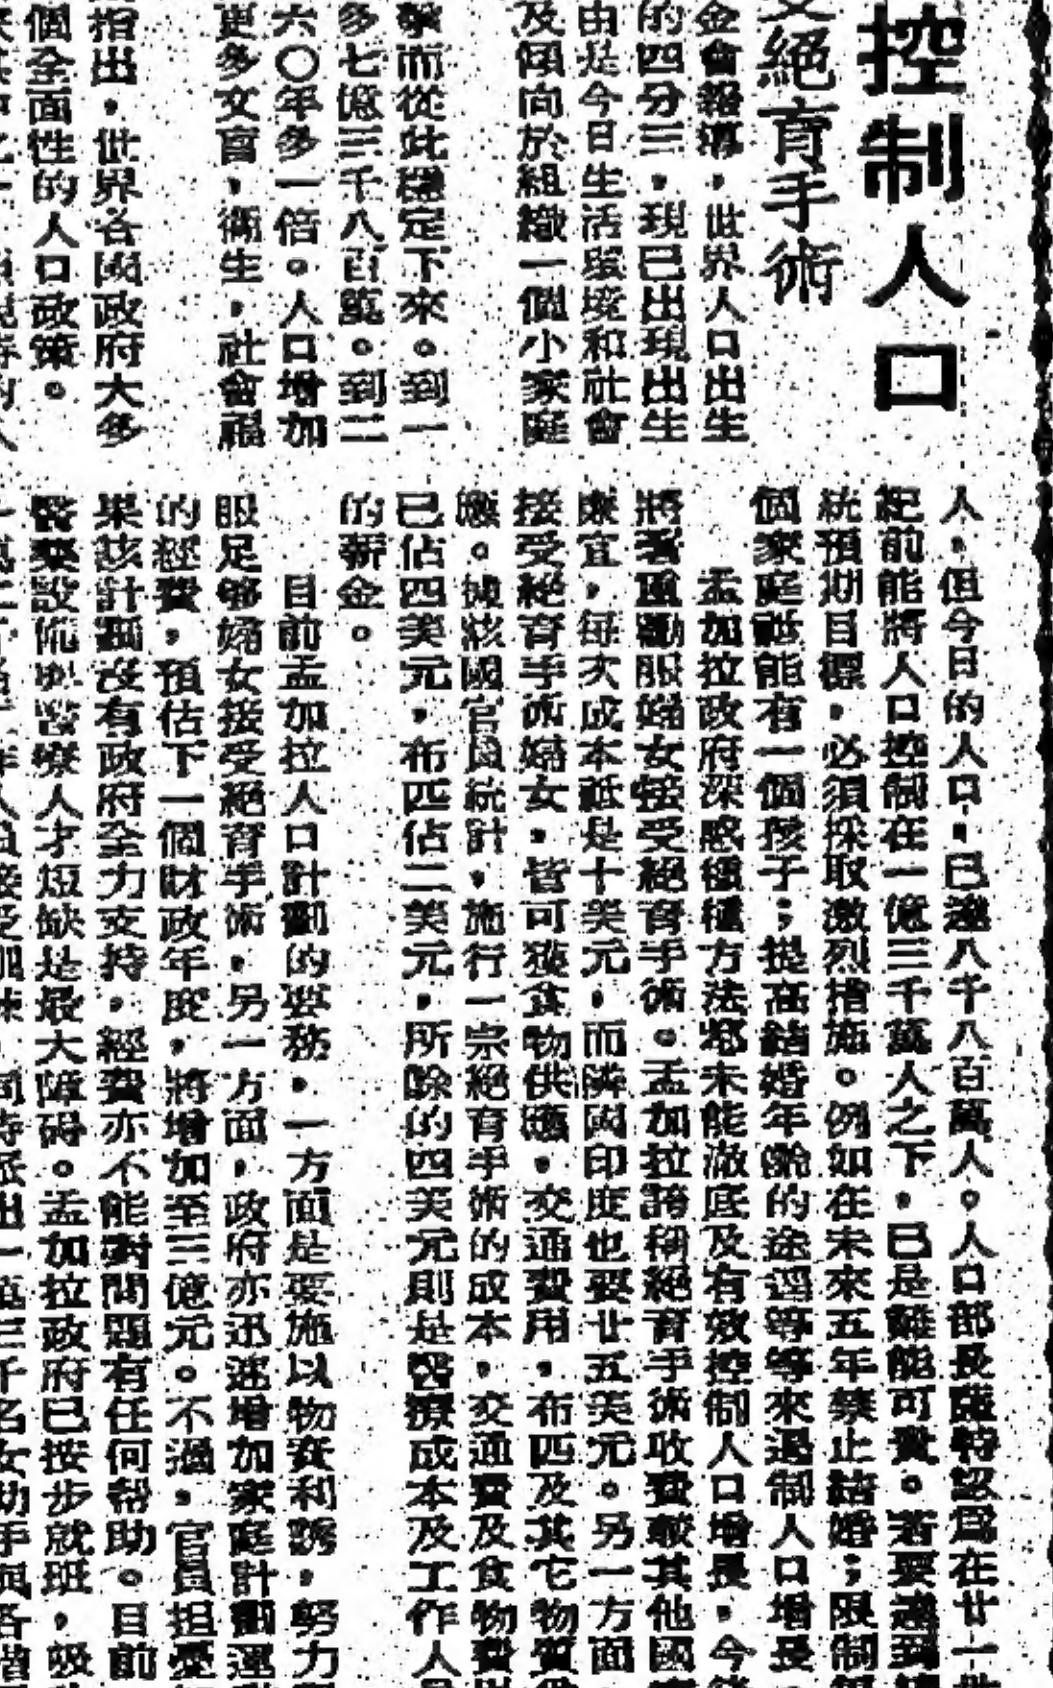 控制人口
絕育手術
金會報導，世界人口出生
的四分三，現已出現出生
由是今日生活環境和社會
及傾向於組織一個小家庭
擊而從此穩定下來。到一
多七億三千八百萬。到二
六〇年多一倍。人口增加
更多文盲，衞生，社會福
指出，世界各國政府大多
個全面性的人口政策。
人，但今日的人口，已達八千八百萬人。人口部長薩特認爲在廿一世
紀前能將人口控制在一億三千萬人之下，已是難能可貴。若要達到
統預期目標，必須採取激烈措施。例如在未來五年禁止結婚；限制
個家庭祗能有一個孩子；提高結婚年齡的途徑等等來遏制人口增長。
孟加拉政府深感種種方法怒未能澈底及有效控制人口增長，今
將著重勸服婦女接受絕育手術。孟加拉誇稱絕育手術收費較其他國
廉宜，每次成本祗是十美元，而隣國印度也要廿五美元。另一方面
接受絕育手術婦女，皆可獲食物供應，交通費用，布匹及其它物質
應。據該國官員統計，施行一宗絕育手術的成本，交通費及食物費
已佔四美元，布匹佔二美元，所餘的四美元則是醫療成本及工作人
的薪金。
目前孟加拉人口計劃的要務，一方面是要施以物資利誘，努力
服足够婦女接受絕育手術，另一方面，政府亦迅速增加家庭計劃運
的經費，預估下一個財政年度，將增加至三億元。不過，官員担憂
果該計劃沒有政府全力支持，經費亦不能對問題有任何幫助。目前
醫藥設備與醫療人才短缺是最大障碍。孟加拉政府已按步就班，吸